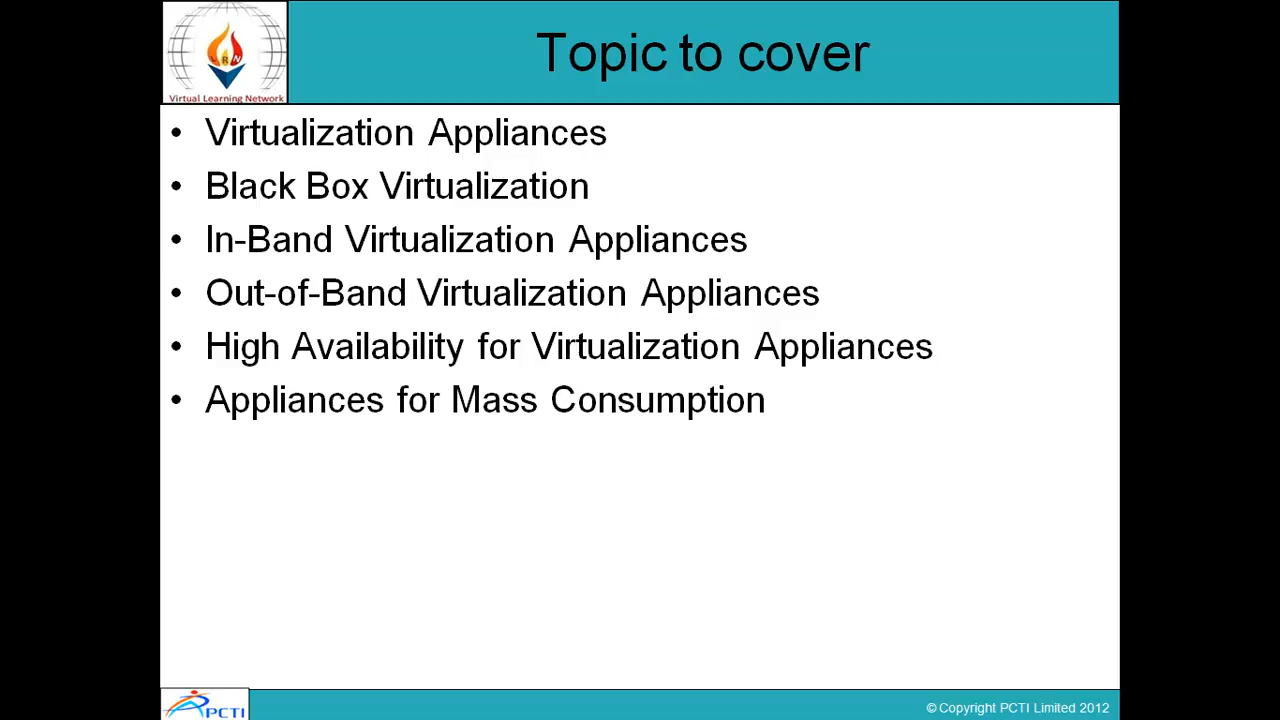 Topic to cover
Virtual Learning Network
• Virtualization Appliances
• Black Box Virtualization
• In-Band Virtualization Appliances
• Out-of-Band Virtualization Appliances
• High Availability for Virtualization Appliances
• Appliances for Mass Consumption
PCTI
© Copyright PCTI Limited 2012